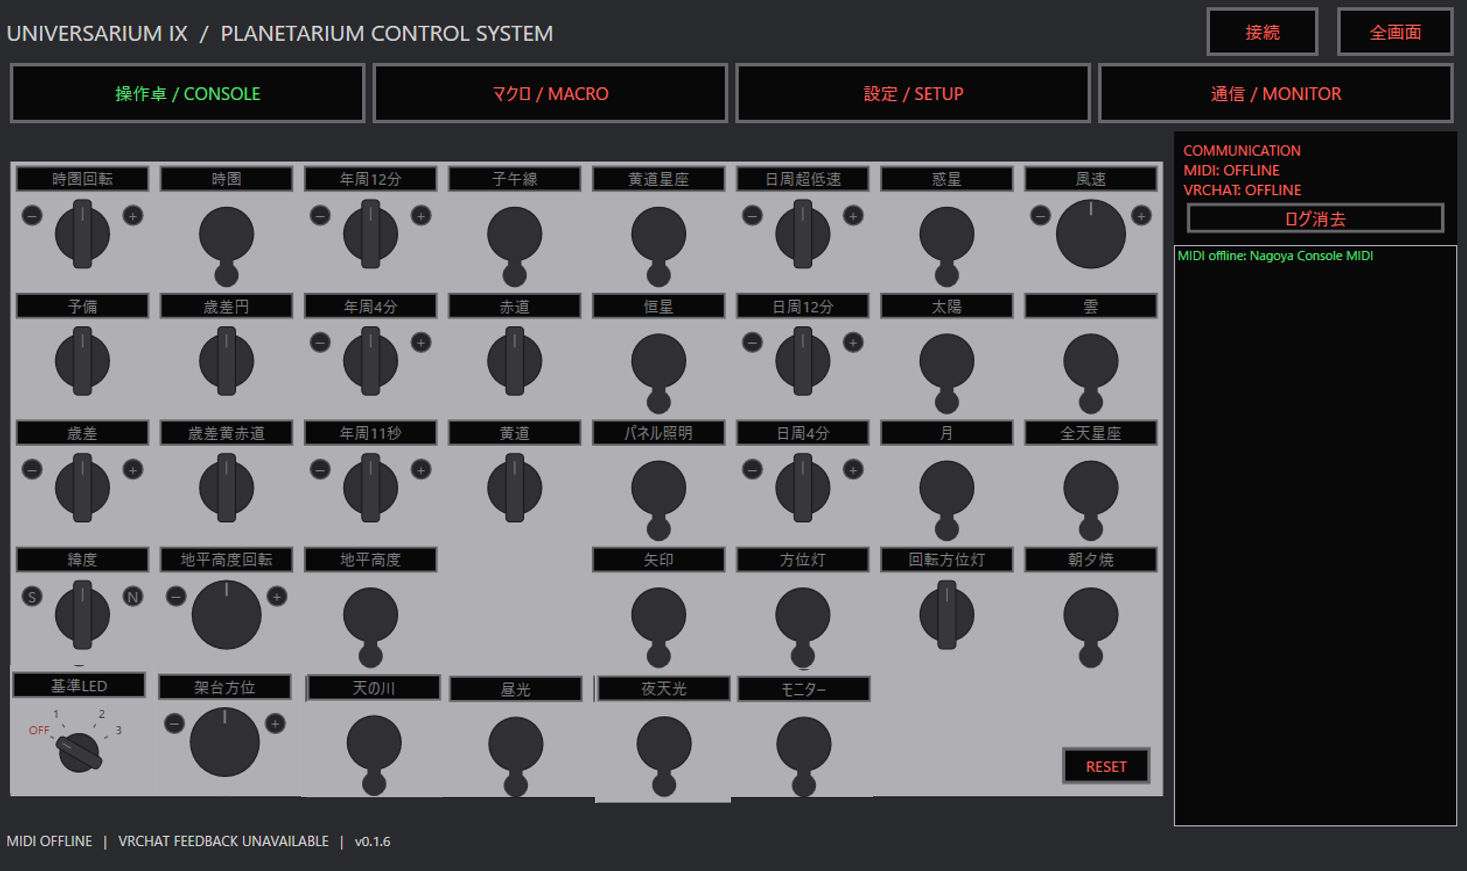 UNIVERSARIUM IX / PLANETARIUM CONTROL SYSTEM
接続
全画面
操作卓 / CONSOLE
マクロ / MACRO
設定 / SETUP
通信 / MONITOR
COMMUNICATION
MIDI: OFFLINE
VRCHAT: OFFLINE
ログ消去
MIDI offline: Nagoya Console MIDI
時圏回転
時圏
年周12分
子午線
黄道星座
日周超低速
惑星
風速
− +
− +
− +
− +
予備
歳差円
年周4分
赤道
恒星
日周12分
太陽
雲
− +
− +
歳差
歳差黄赤道
年周11秒
黄道
パネル照明
日周4分
月
全天星座
− +
− +
− +
緯度
地平高度回転
地平高度
矢印
方位灯
回転方位灯
朝夕焼
S N
− +
基準LED
架台方位
天の川
昼光
夜天光
モニター
OFF 1 2 3
− +
RESET
MIDI OFFLINE | VRCHAT FEEDBACK UNAVAILABLE | v0.1.6